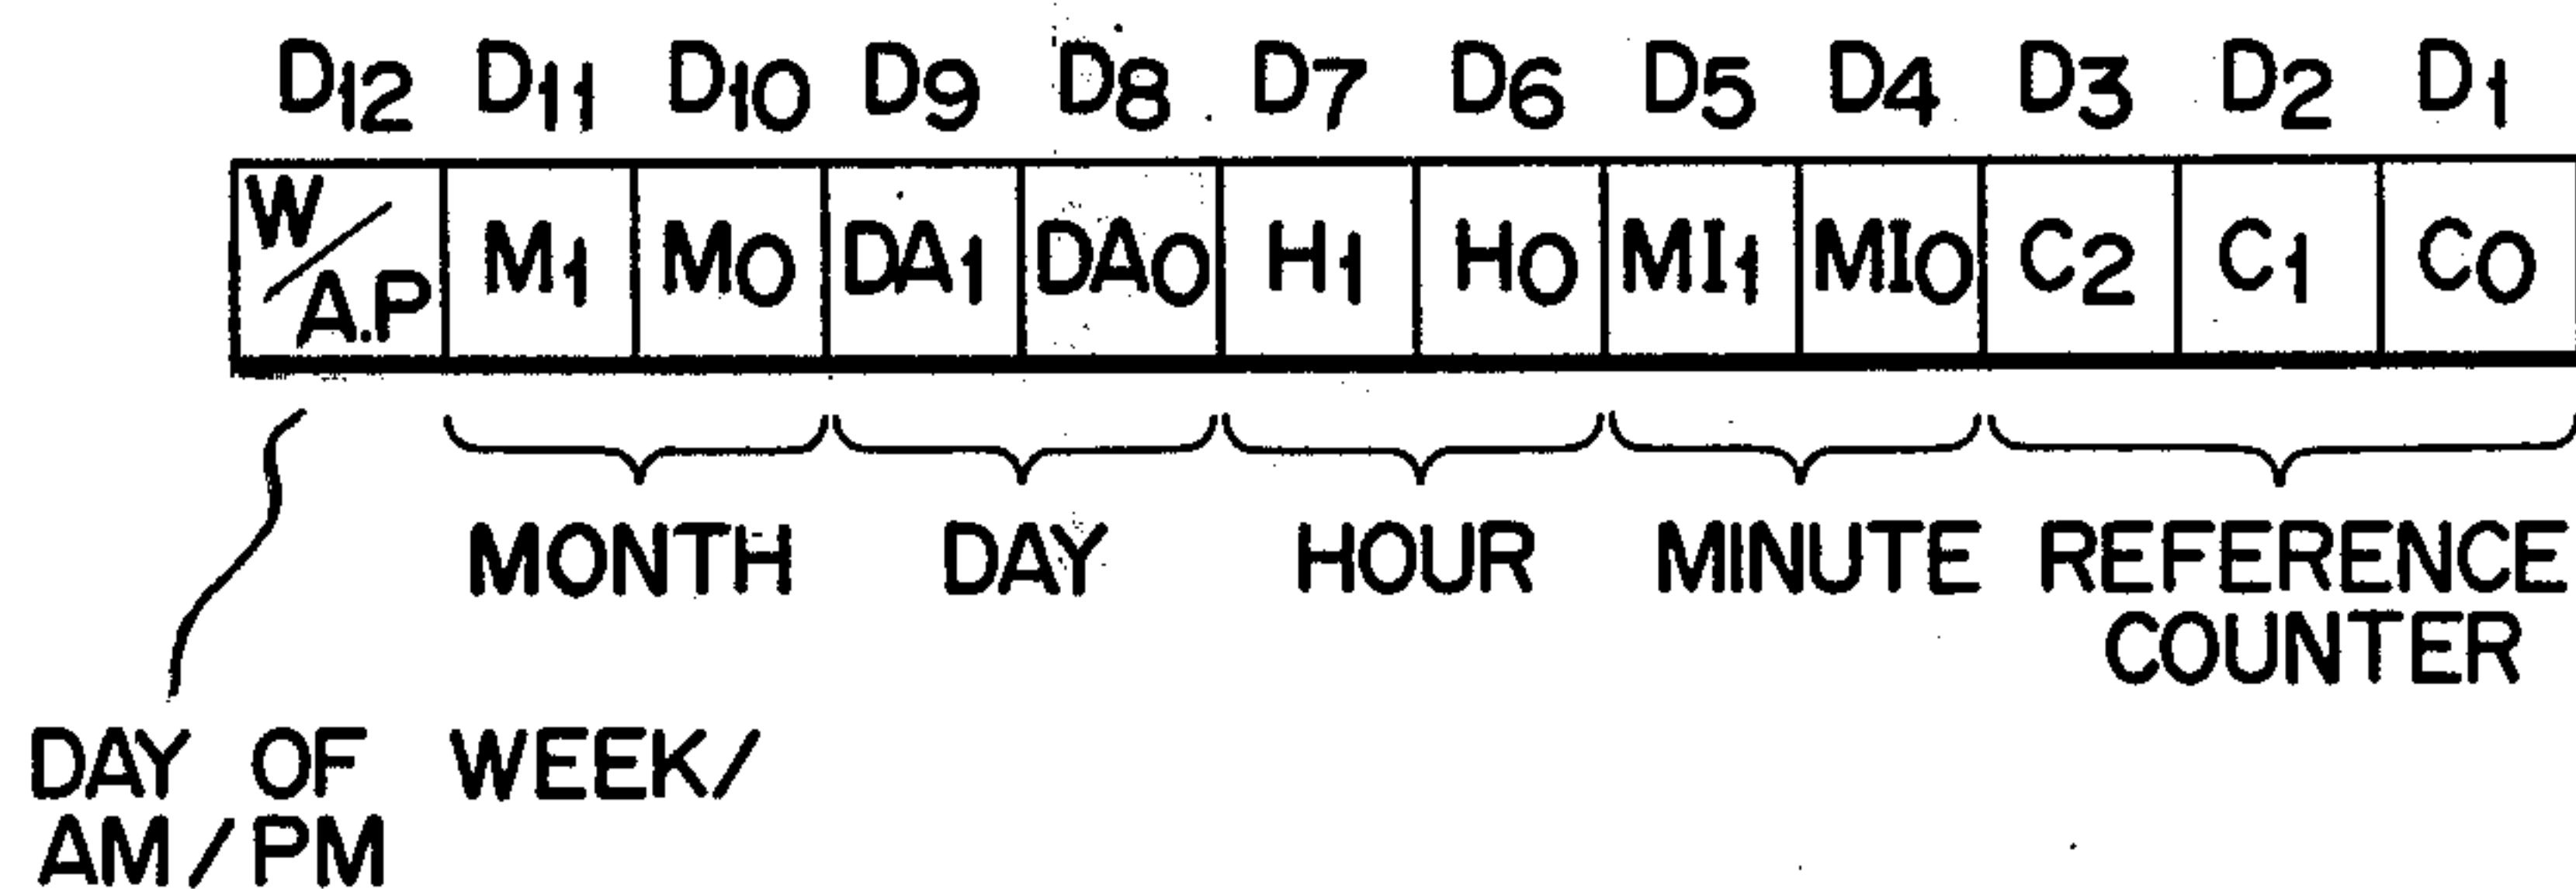 D12 D11 D10 D9 D8 D7 D6 D5 D4 D3 D2 D1
W/A.P M1 M0 DA1 DA0 H1 H0 MI1 MI0 C2 C1 C0
MONTH DAY HOUR MINUTE REFERENCE
COUNTER
DAY OF WEEK/
AM/PM